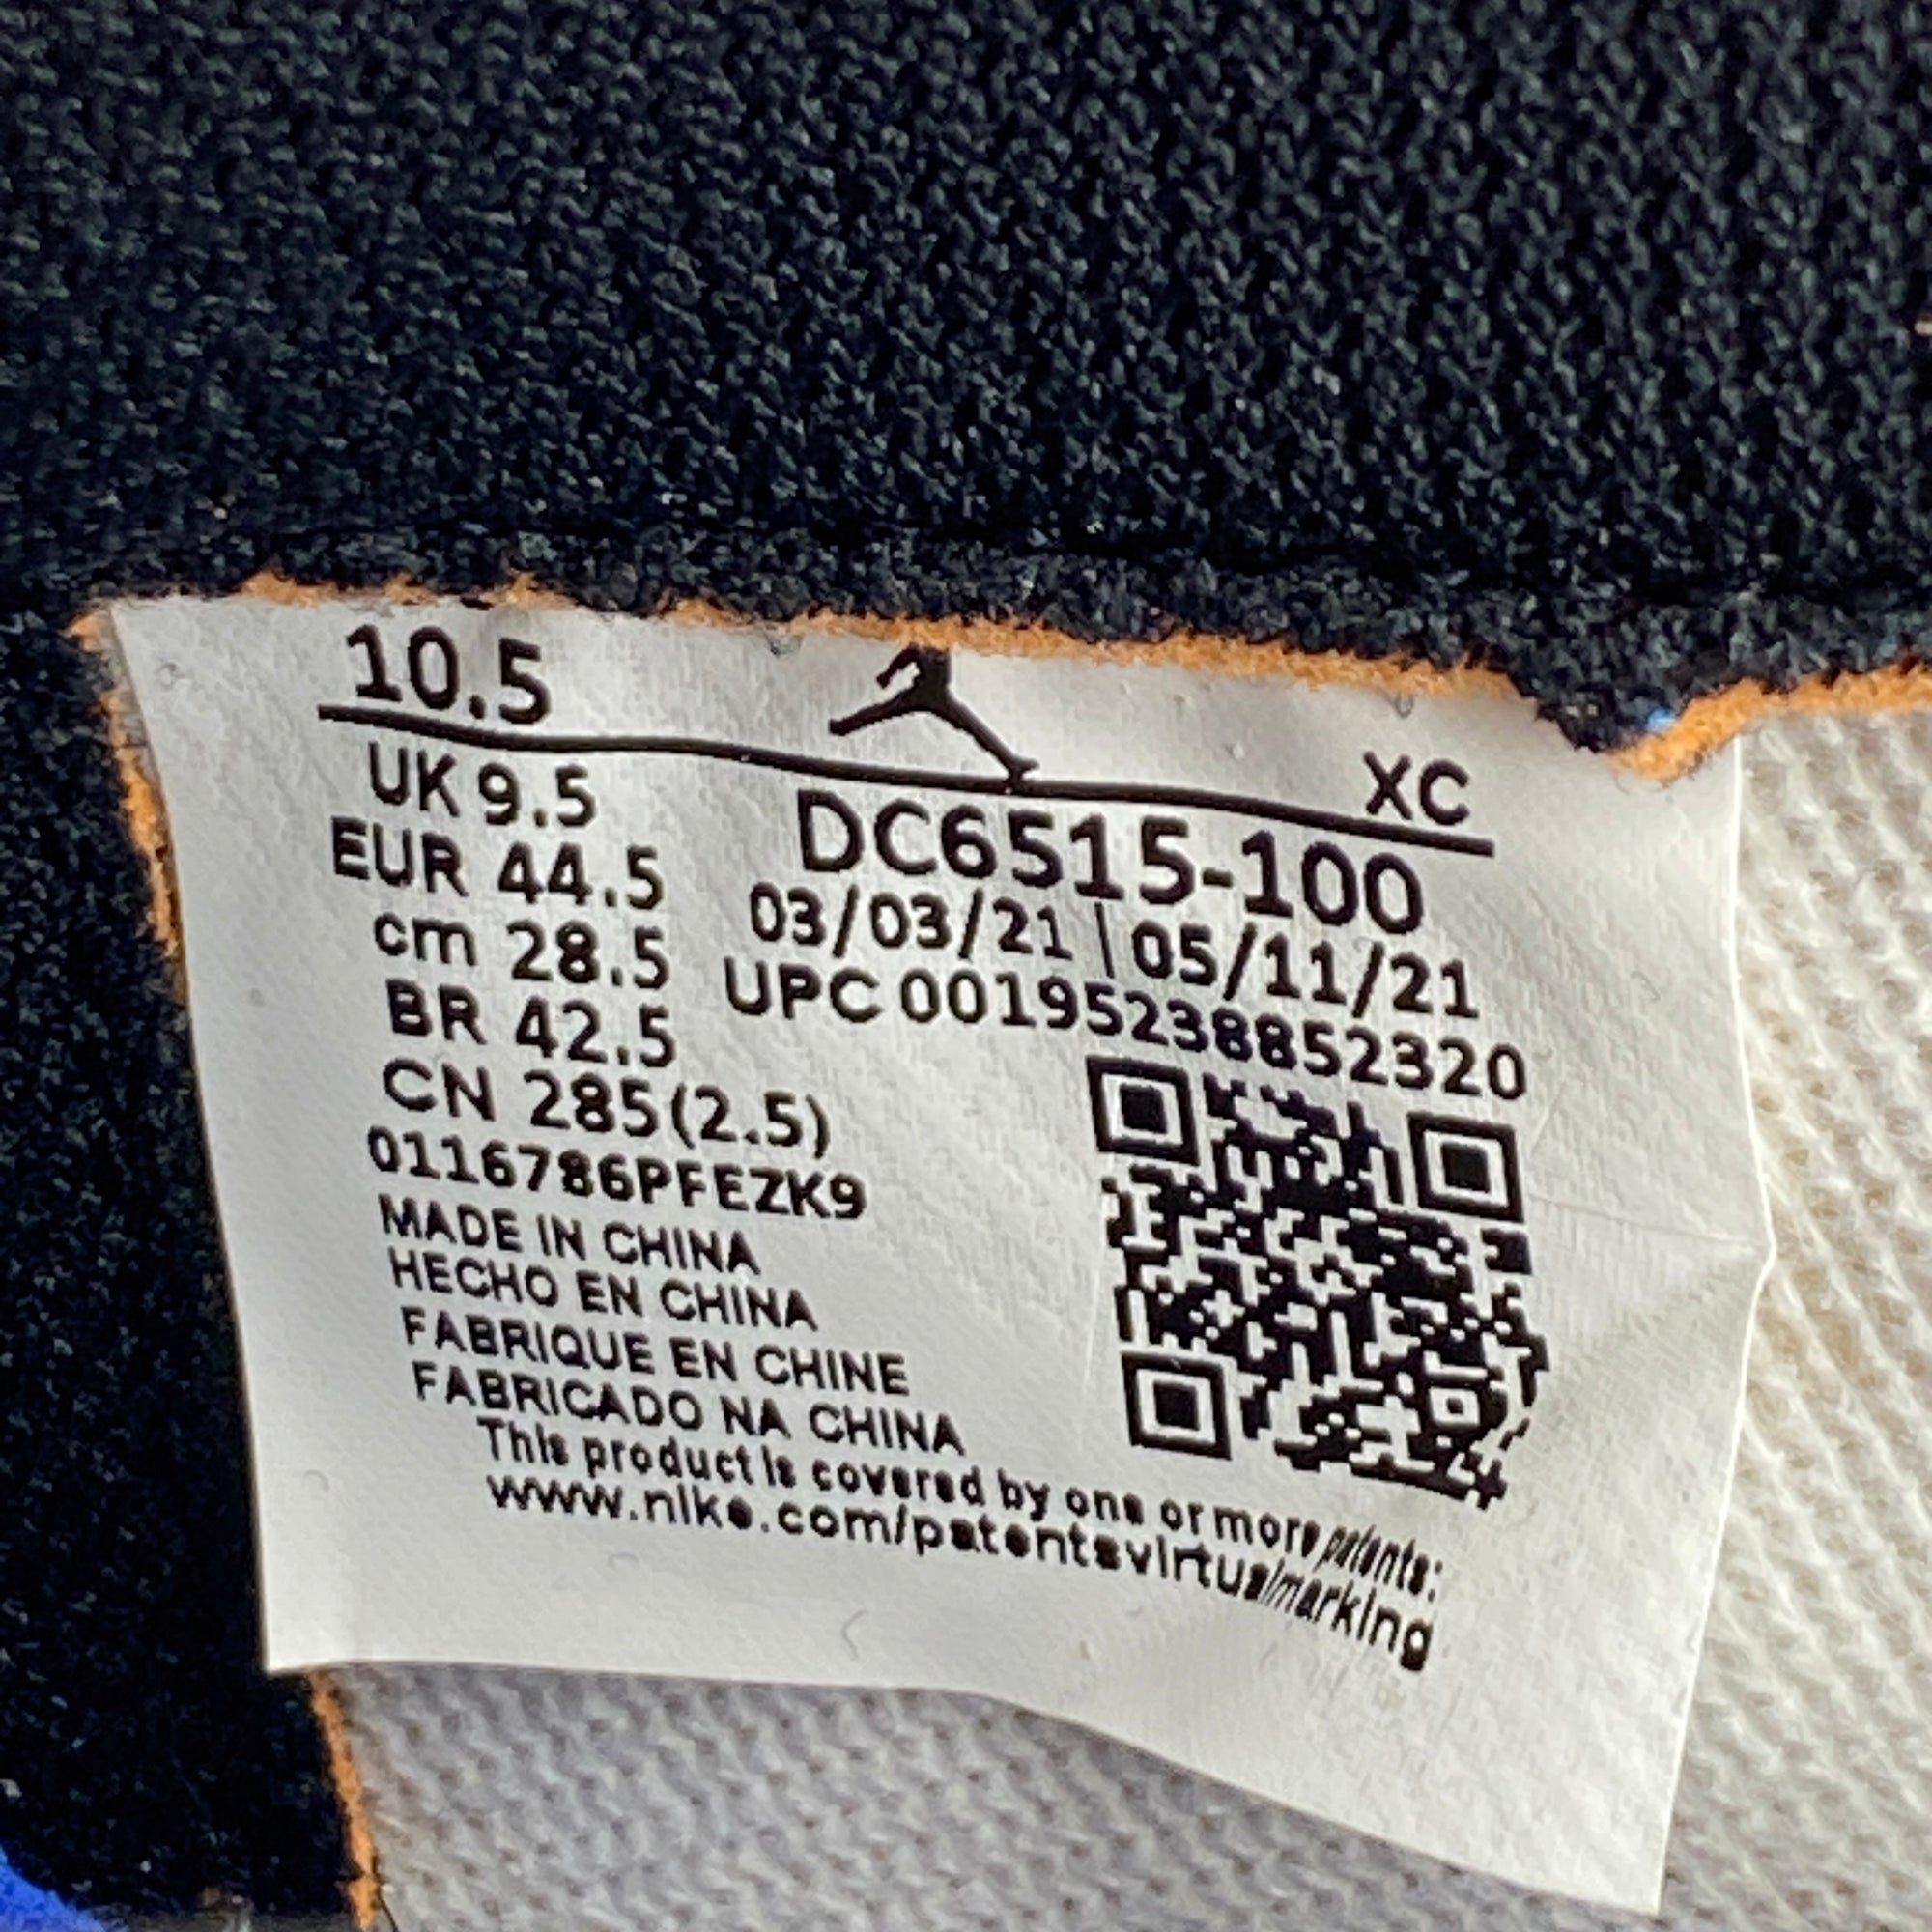 10.5
XC
UK 9.5
EUR 44.5
cm 28.5
BR 42.5
CN 285(2.5)
DC6515-100
03/03/21 | 05/11/21
UPC 00195238852320
0116786PFEZK9
MADE IN CHINA
HECHO EN CHINA
FABRIQUE EN CHINE
FABRICADO NA CHINA
This product is covered by one or more patents:
www.nike.com/patentsvirtualmarking